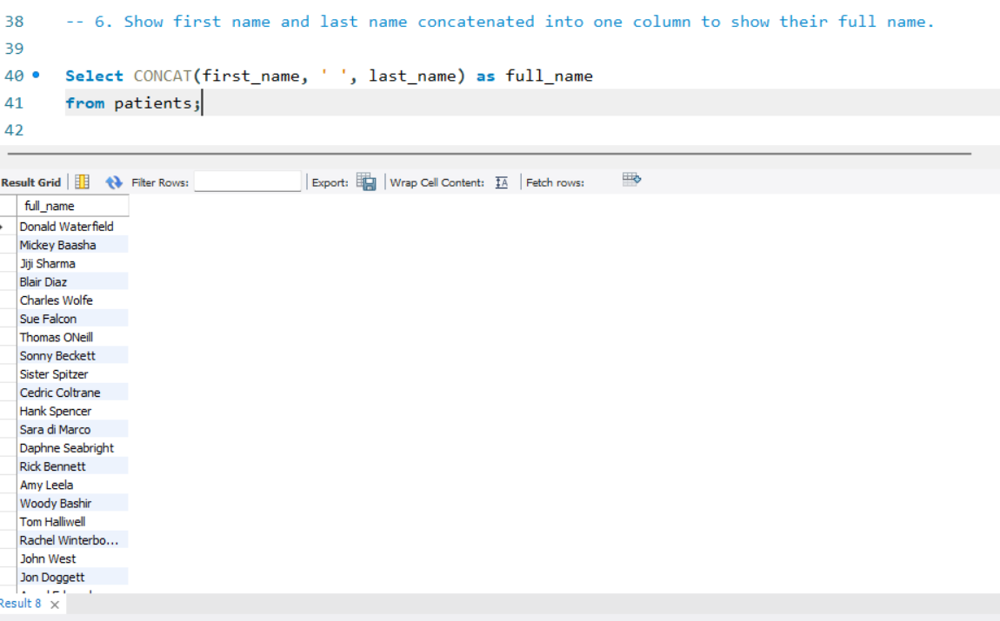 38 -- 6. Show first name and last name concatenated into one column to show their full name.
39
40 Select CONCAT(first_name, ' ', last_name) as full_name
41 from patients;
42
Result Grid Filter Rows: Export: Wrap Cell Content: Fetch rows:
full_name
Donald Waterfield
Mickey Baasha
Jiji Sharma
Blair Diaz
Charles Wolfe
Sue Falcon
Thomas ONeill
Sonny Beckett
Sister Spitzer
Cedric Coltrane
Hank Spencer
Sara di Marco
Daphne Seabright
Rick Bennett
Amy Leela
Woody Bashir
Tom Halliwell
Rachel Winterbo...
John West
Jon Doggett
Result 8